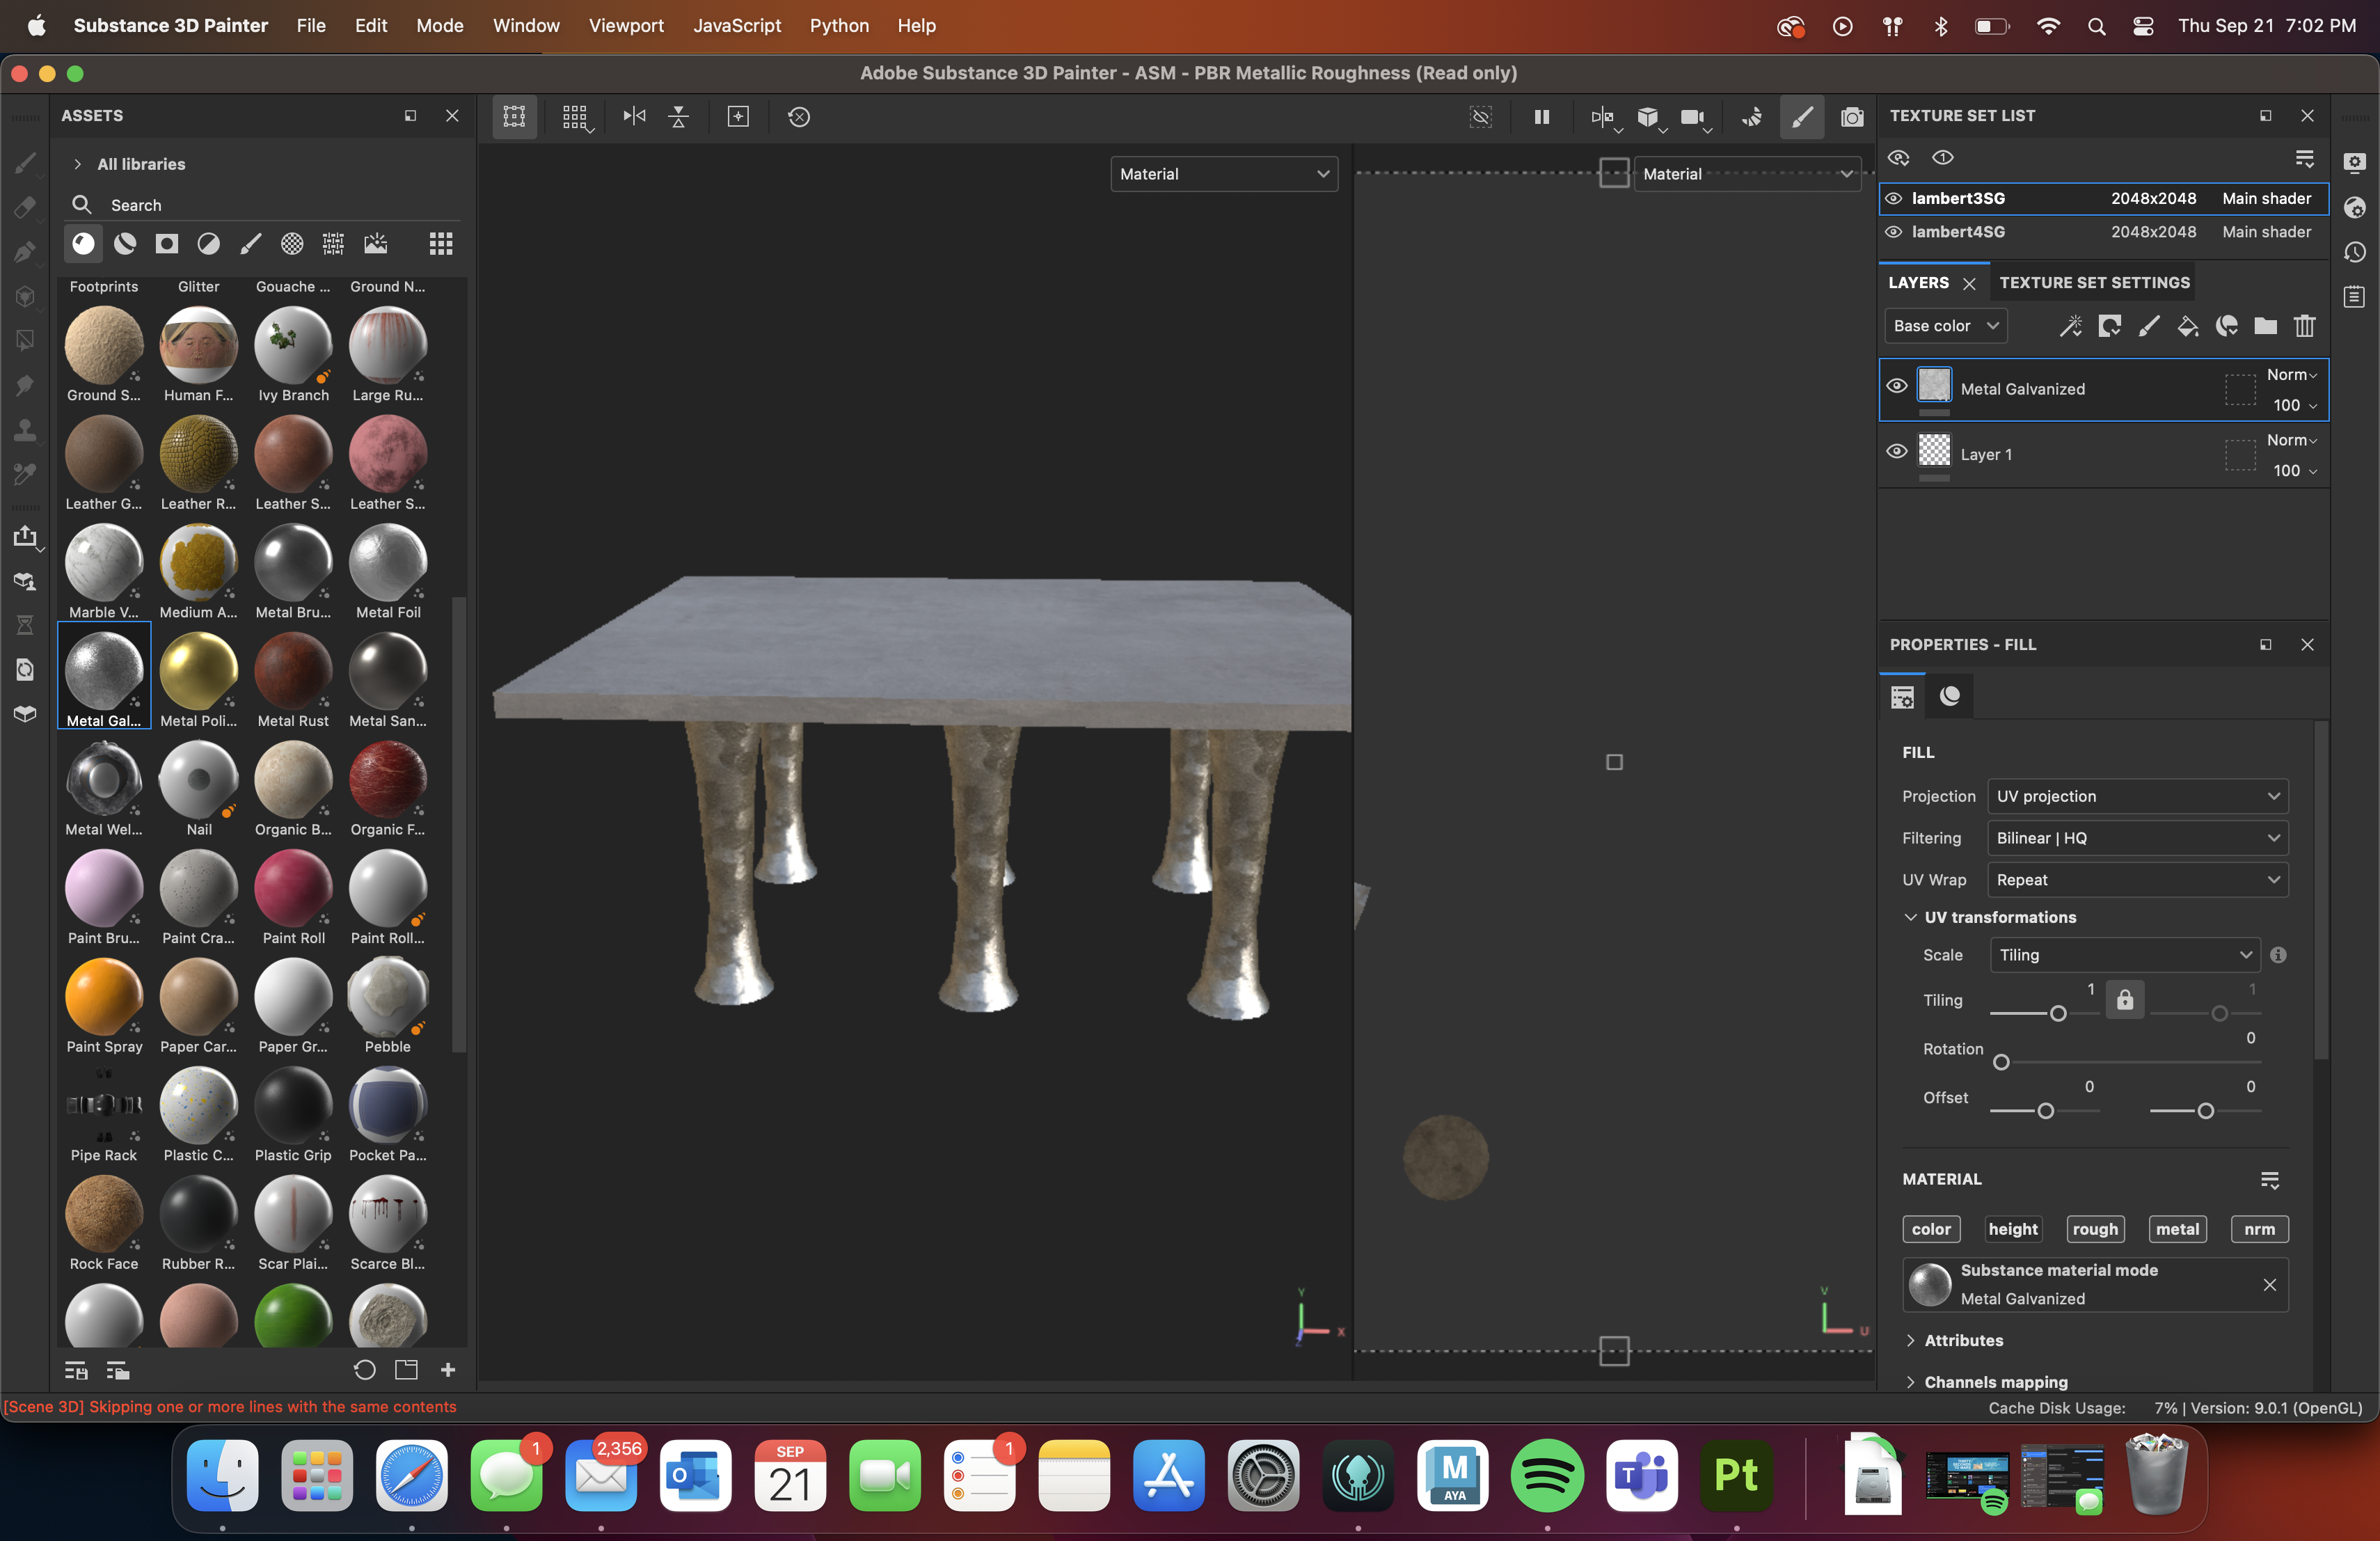 Substance 3D Painter File Edit Mode Window Viewport JavaScript Python Help Thu Sep 21 7:02 PM
Adobe Substance 3D Painter - ASM - PBR Metallic Roughness (Read only)
ASSETS
All libraries
Search
Footprints Glitter Gouache ... Ground N...
Ground S... Human F... Ivy Branch Large Ru...
Leather G... Leather R... Leather S... Leather S...
Marble V... Medium A... Metal Bru... Metal Foil
Metal Gal... Metal Poli... Metal Rust Metal San...
Metal Wel... Nail Organic B... Organic F...
Paint Bru... Paint Cra... Paint Roll Paint Roll...
Paint Spray Paper Car... Paper Gr... Pebble
Pipe Rack Plastic C... Plastic Grip Pocket Pa...
Rock Face Rubber R... Scar Plai... Scarce Bl...
Material
Material
Y
X
Z
V
U
TEXTURE SET LIST
1
lambert3SG 2048x2048 Main shader
lambert4SG 2048x2048 Main shader
LAYERS TEXTURE SET SETTINGS
Base color
Metal Galvanized Norm
100
Layer 1 Norm
100
PROPERTIES - FILL
FILL
Projection UV projection
Filtering Bilinear | HQ
UV Wrap Repeat
UV transformations
Scale Tiling
Tiling 1 1
Rotation 0
Offset 0 0
MATERIAL
color height rough metal nrm
Substance material mode
Metal Galvanized
Attributes
Channels mapping
[Scene 3D] Skipping one or more lines with the same contents
Cache Disk Usage: 7% | Version: 9.0.1 (OpenGL)
1 2,356 SEP 1
21
O M T Pt
AYA